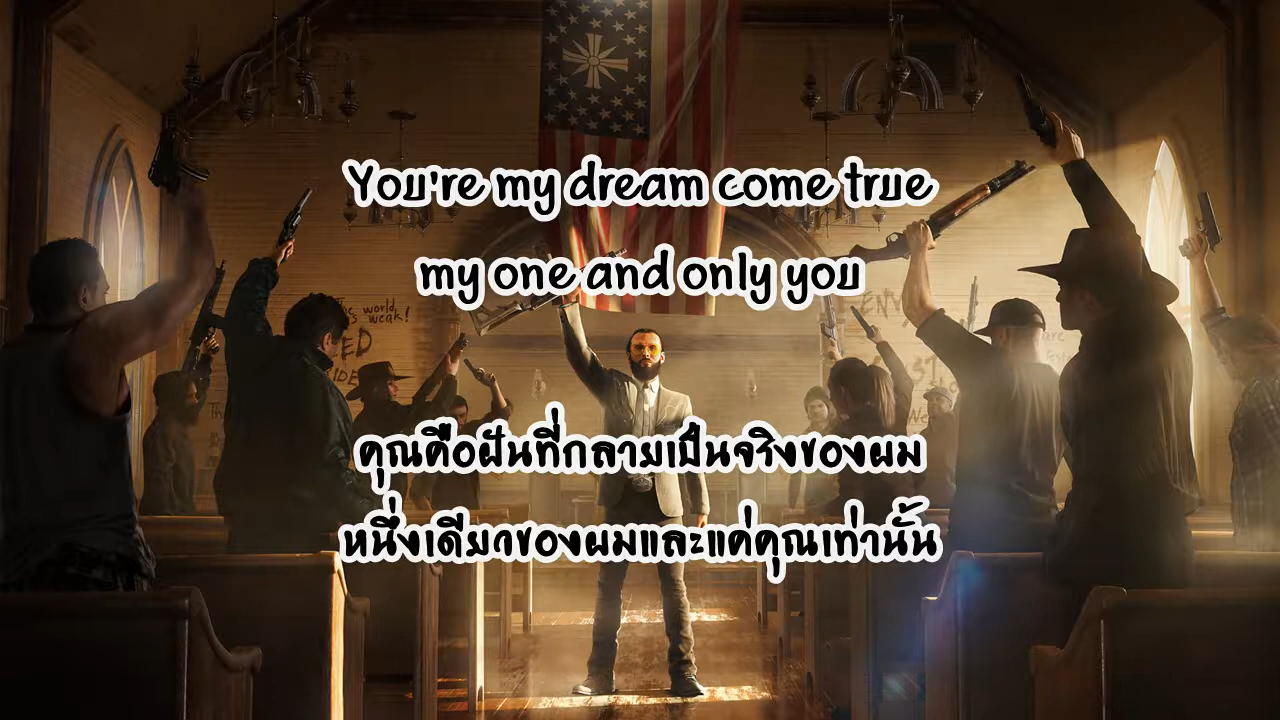 You're my dream come true
my one and only you
The world
's weak!
คุณคือฝันที่กลายเป็นจริงของผม
หนึ่งเดียวของผมและแค่คุณเท่านั้น